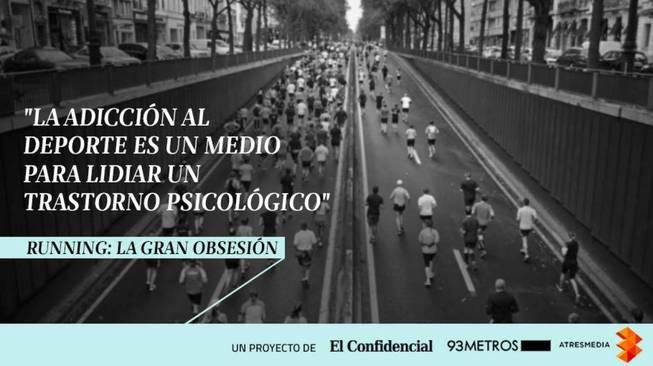 "LA ADICCIÓN AL
DEPORTE ES UN MEDIO
PARA LIDIAR UN
TRASTORNO PSICOLÓGICO"
RUNNING: LA GRAN OBSESIÓN
UN PROYECTO DE El Confidencial 93METROS ATRESMEDIA